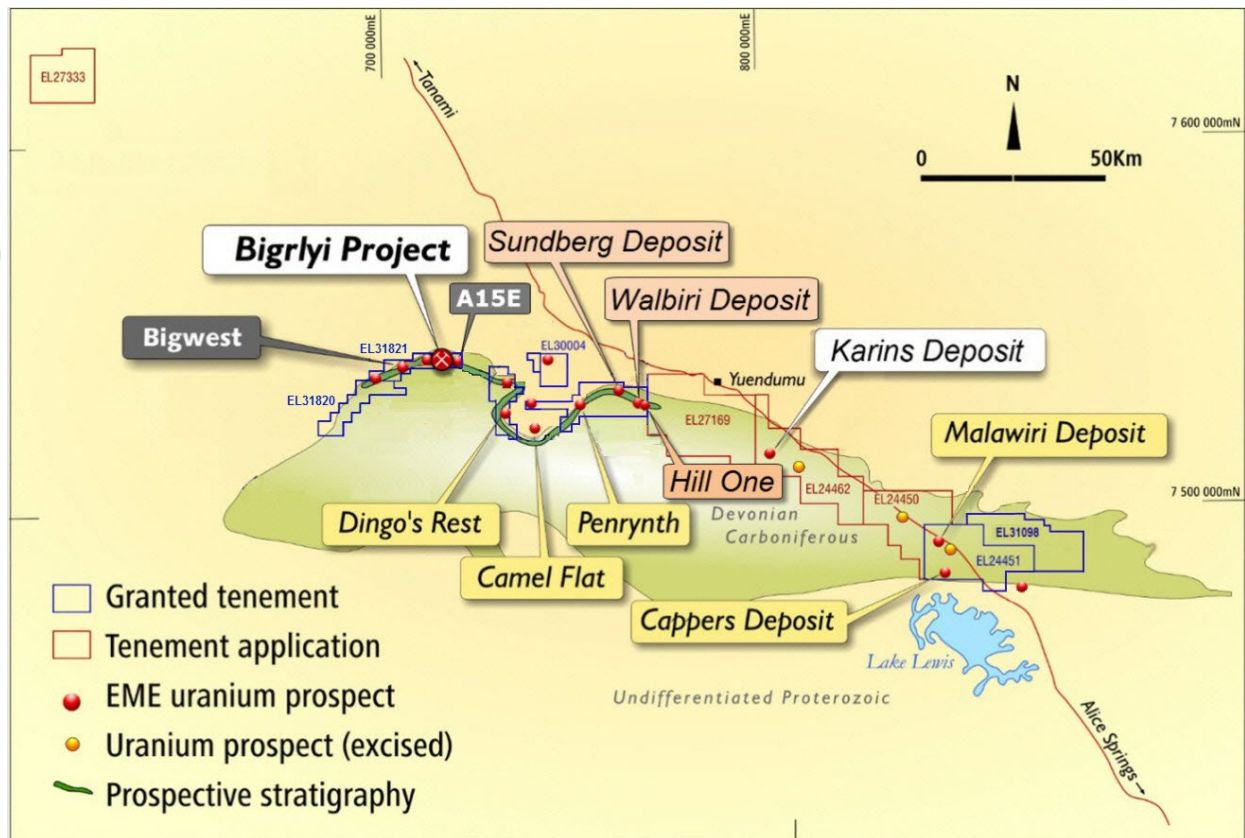 700 000mE
800 000mE
EL27333
←Tanami
N
7 600 000mN
0 50Km
Bigrlyi Project
Sundberg Deposit
A15E
Walbiri Deposit
Bigwest
EL31821
EL30004
Karins Deposit
Yuendumu
EL31820
EL27169
Malawiri Deposit
Hill One
EL24462
EL24450
7 500 000mN
Dingo's Rest
Penrynth
Devonian
Carboniferous
EL31098
EL24451
Camel Flat
Cappers Deposit
Lake Lewis
Undifferentiated Proterozoic
Alice Springs→
Granted tenement
Tenement application
EME uranium prospect
Uranium prospect (excised)
Prospective stratigraphy